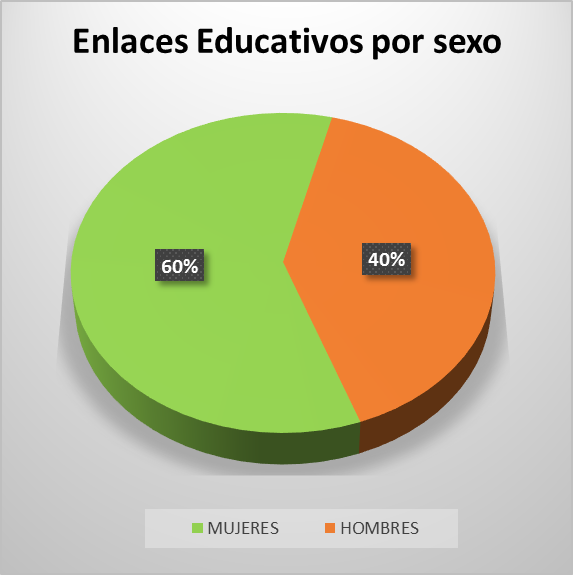 Enlaces Educativos por sexo
60%
40%
MUJERES
HOMBRES